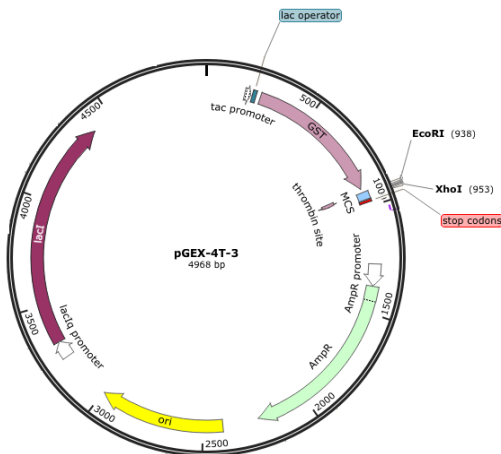 lac operator
tac promoter
GST
500
EcoRI (938)
XhoI (953)
stop codons
MCS
thrombin site
AmpR promoter
1500
AmpR
2000
2500
ori
3000
lacIq promoter
3500
lacI
4000
4500
pGEX-4T-3
4968 bp